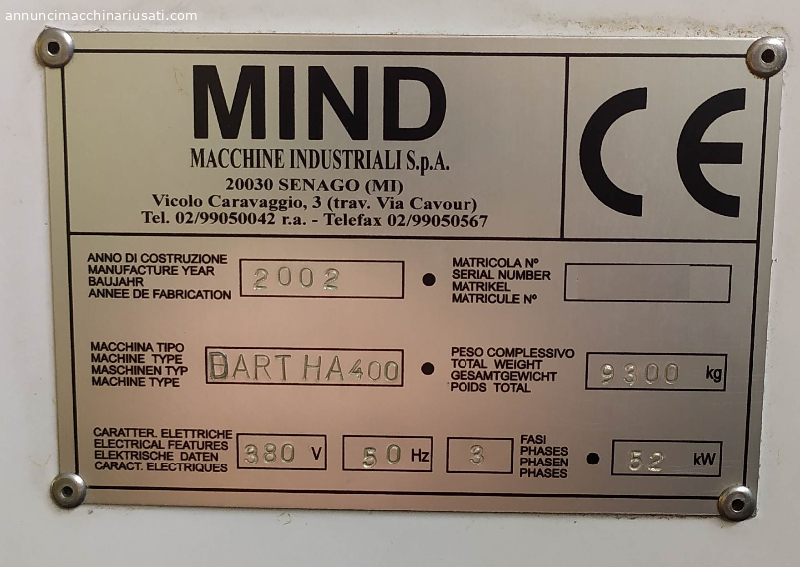 annuncimacchinariusati.com
MIND
MACCHINE INDUSTRIALI S.p.A.
20030 SENAGO (MI)
Vicolo Caravaggio, 3 (trav. Via Cavour)
Tel. 02/99050042 r.a. - Telefax 02/99050567
CE
ANNO DI COSTRUZIONE
MANUFACTURE YEAR
BAUJAHR
ANNEE DE FABRICATION
2002
MATRICOLA N°
SERIAL NUMBER
MATRIKEL
MATRICULE N°
MACCHINA TIPO
MACHINE TYPE
MASCHINEN TYP
MACHINE TYPE
DART HA400
PESO COMPLESSIVO
TOTAL WEIGHT
GESAMTGEWICHT
POIDS TOTAL
9300 kg
CARATTER. ELETTRICHE
ELECTRICAL FEATURES
ELEKTRISCHE DATEN
CARACT. ELECTRIQUES
380 V
50 Hz
3
FASI
PHASES
PHASEN
PHASES
52 kW